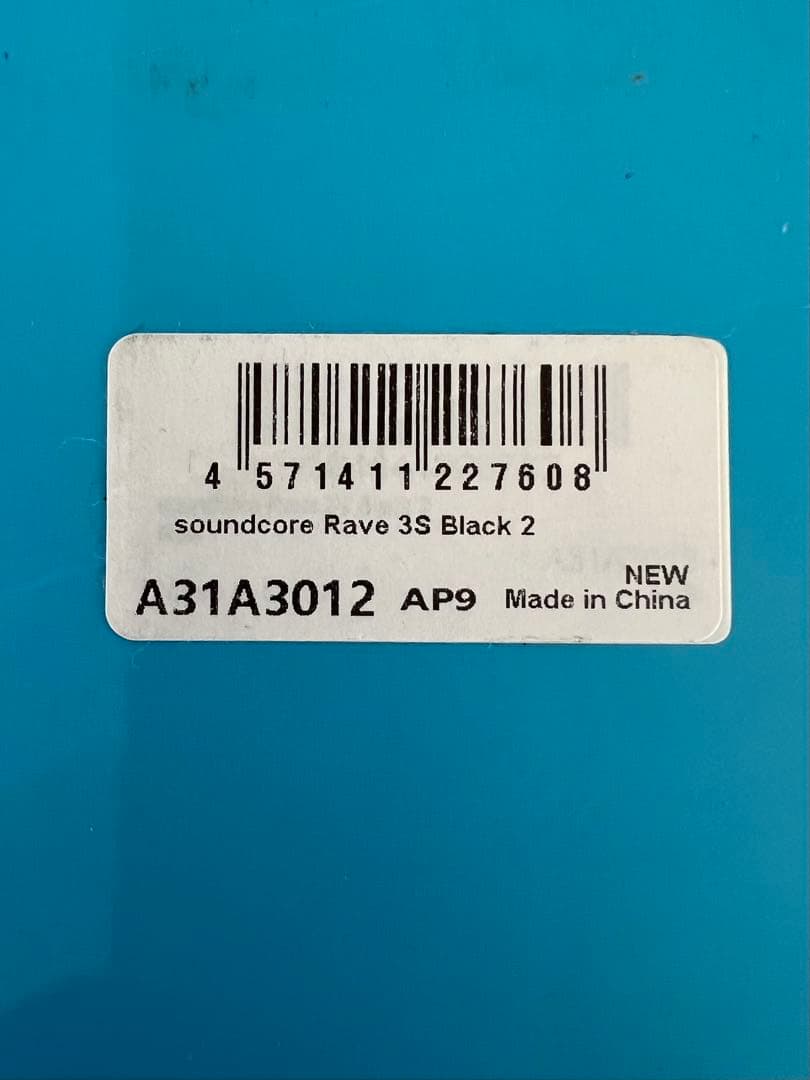 4 571411 227608
soundcore Rave 3S Black 2
NEW
A31A3012 AP9 Made in China